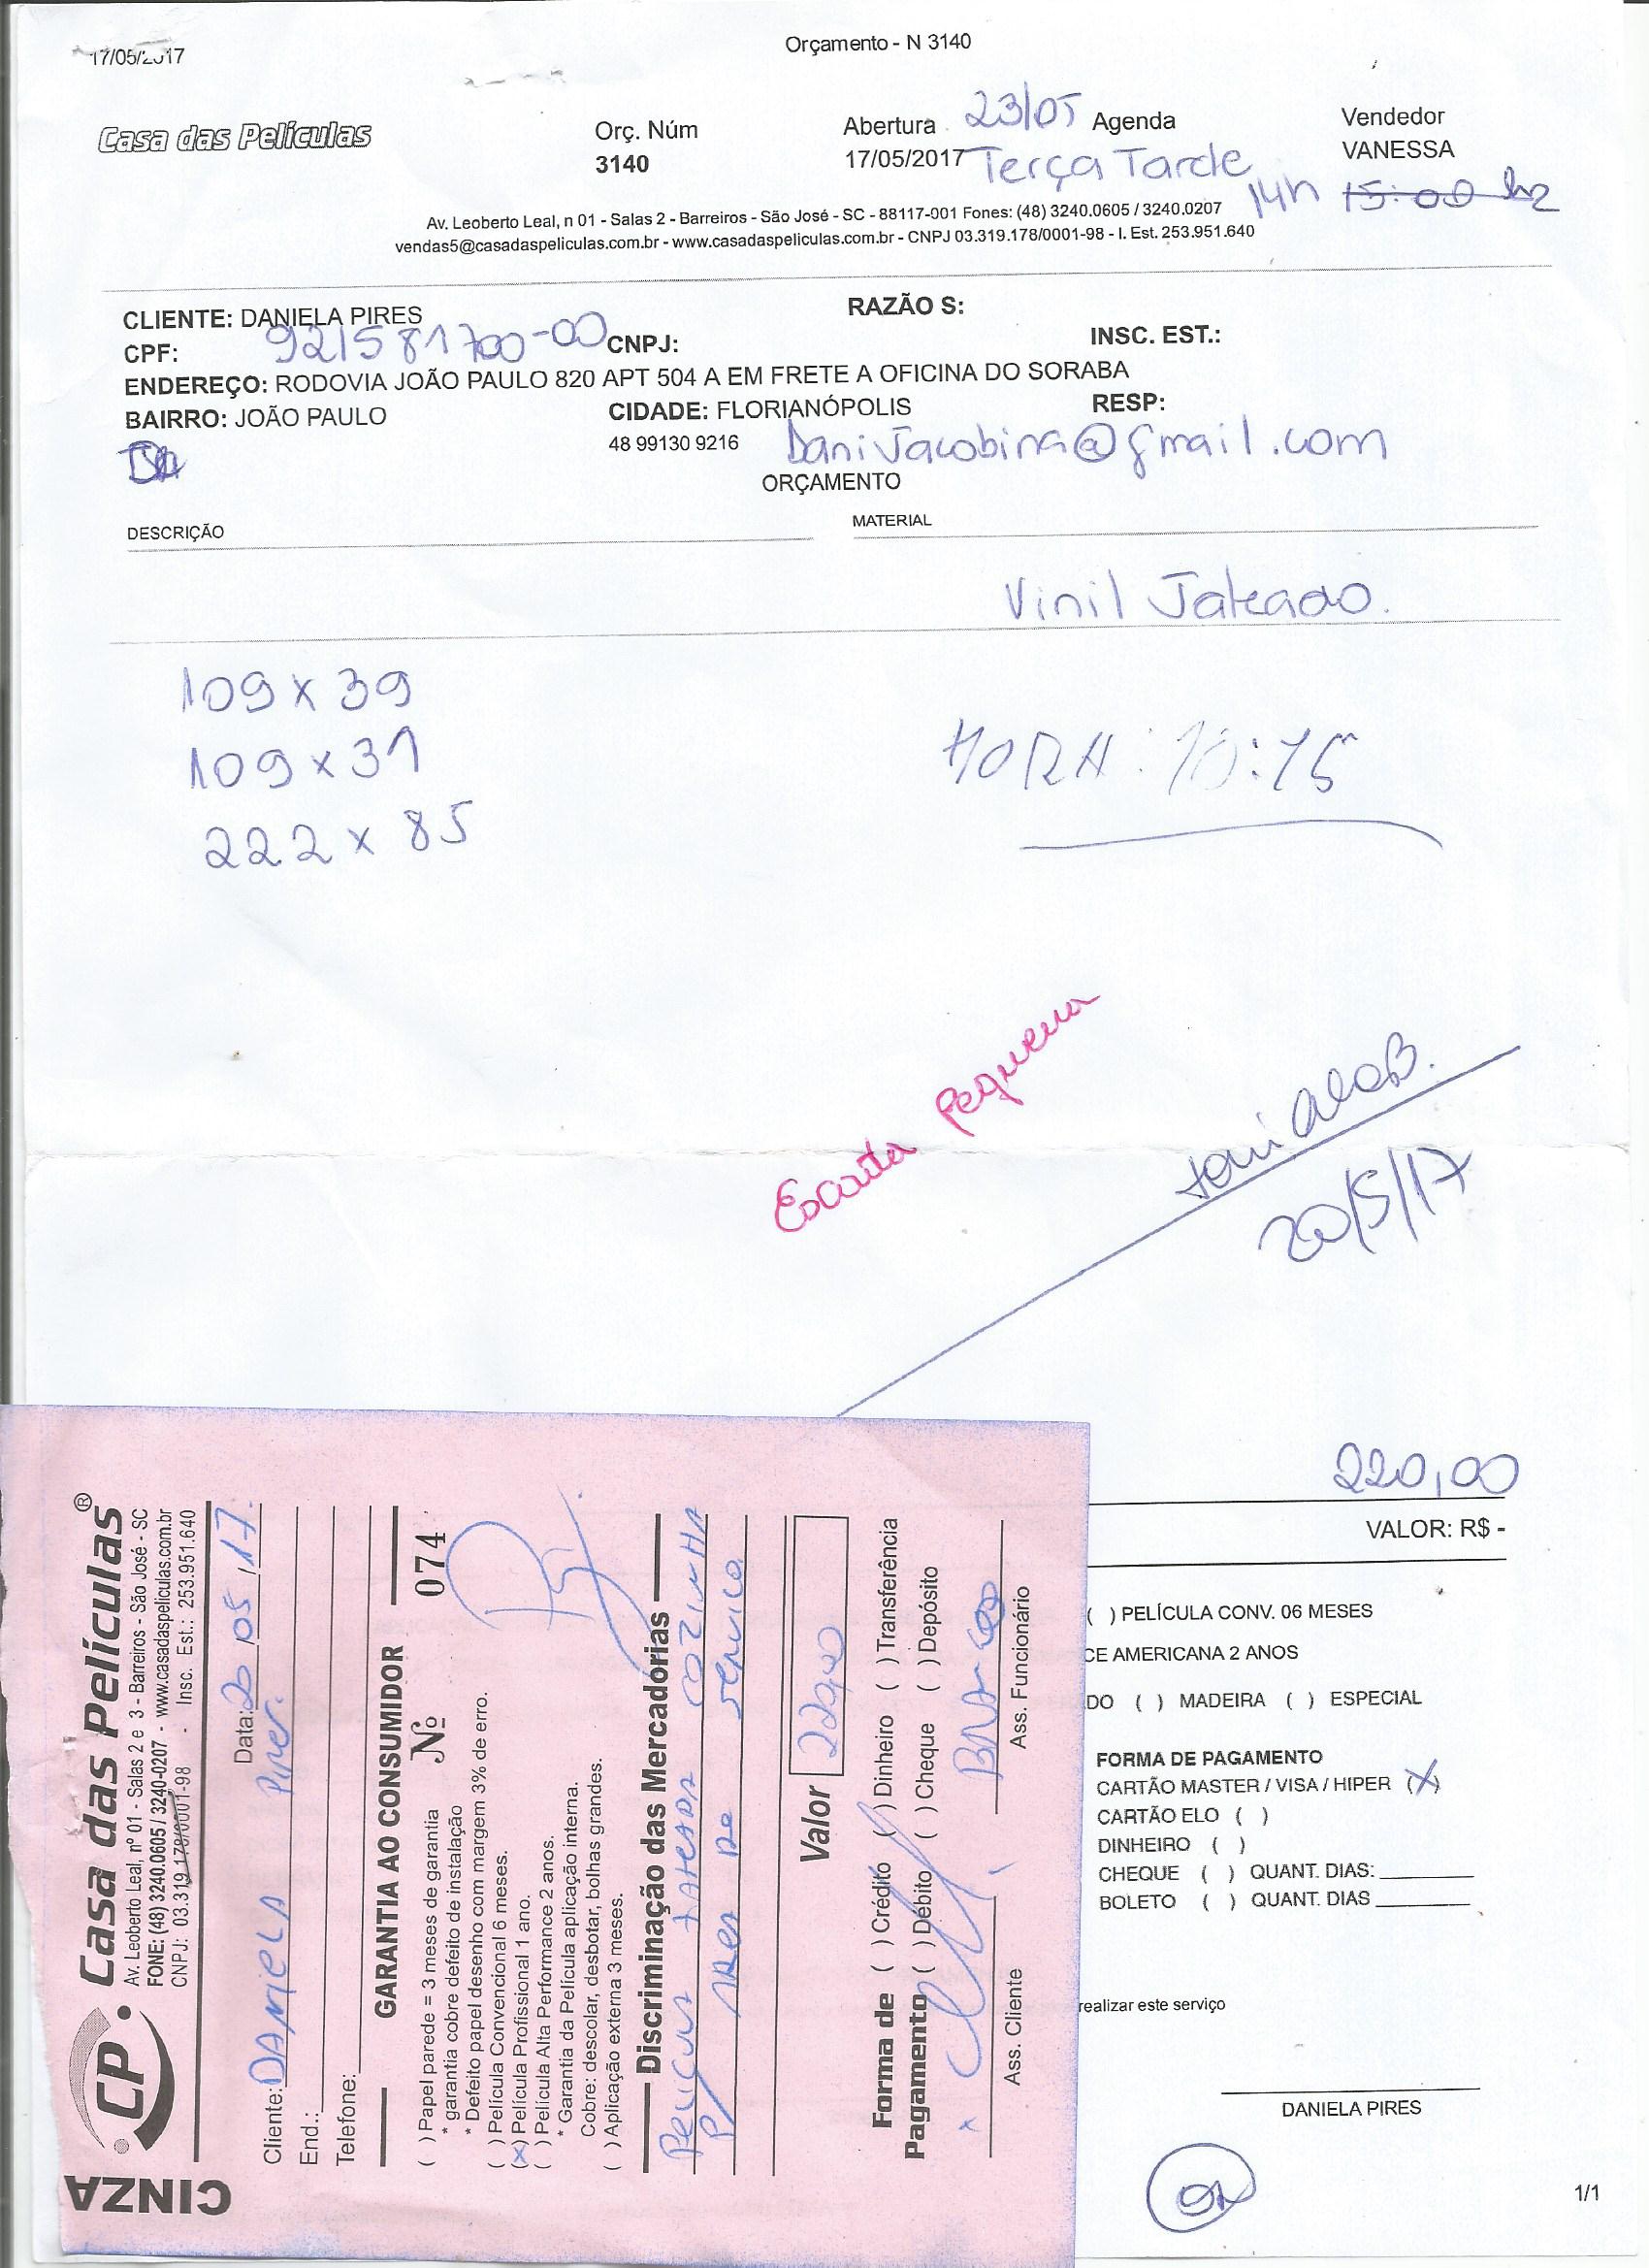 17/05/2017
Orçamento - N 3140
Casa das Películas
Orç. Núm
3140
Abertura 23/05 Agenda
17/05/2017 Terça Tarde
14h 15:00 hrs
Vendedor
VANESSA
Av. Leoberto Leal, n 01 - Salas 2 - Barreiros - São José - SC - 88117-001 Fones: (48) 3240.0605 / 3240.0207
vendas5@casadaspeliculas.com.br - www.casadaspeliculas.com.br - CNPJ 03.319.178/0001-98 - I. Est. 253.951.640
CLIENTE: DANIELA PIRES
RAZÃO S:
CPF: 921581700-00 CNPJ:
INSC. EST.:
ENDEREÇO: RODOVIA JOÃO PAULO 820 APT 504 A EM FRETE A OFICINA DO SORABA
BAIRRO: JOÃO PAULO
CIDADE: FLORIANÓPOLIS
RESP:
48 99130 9216 DaniJacobina@gmail.com
ORÇAMENTO
DESCRIÇÃO
MATERIAL
Vinil Jateado.
109 x 39
109 x 31
222 x 85
HORA: 10:15
Escada Pequena
20/5/17
220,00
VALOR: R$ -
( ) PELÍCULA CONV. 06 MESES
CE AMERICANA 2 ANOS
DO ( ) MADEIRA ( ) ESPECIAL
FORMA DE PAGAMENTO
CARTÃO MASTER / VISA / HIPER (X)
CARTÃO ELO ( )
DINHEIRO ( )
CHEQUE ( ) QUANT. DIAS:
BOLETO ( ) QUANT. DIAS
realizar este serviço
DANIELA PIRES
1/1
CINZA
CP. Casa das Películas®
Av. Leoberto Leal, nº 01 - Salas 2 e 3 - Barreiros - São José - SC
FONE: (48) 3240.0605 / 3240-0207 - www.casadaspeliculas.com.br
CNPJ: 03.319.178/0001-98 - Insc. Est.: 253.951.640
Data: 20/05/17.
Cliente: DANIELA Pires.
End.:
Telefone:
GARANTIA AO CONSUMIDOR
Nº 074
( ) Papel parede = 3 meses de garantia
* garantia cobre defeito de instalação
* Defeito papel desenho com margem 3% de erro.
( ) Película Convencional 6 meses.
(x) Película Profissional 1 ano.
( ) Película Alta Performance 2 anos.
* Garantia da Película aplicação interna.
Cobre: descolar, desbotar, bolhas grandes.
( ) Aplicação externa 3 meses.
Discriminação das Mercadorias
Pelicula Jateada COZINHA
P/ Area de serviço
Valor 220,00
Forma de ( ) Crédito ( ) Dinheiro ( ) Transferência
Pagamento ( ) Débito ( ) Cheque ( ) Depósito
x
Ass. Cliente
Ass. Funcionário